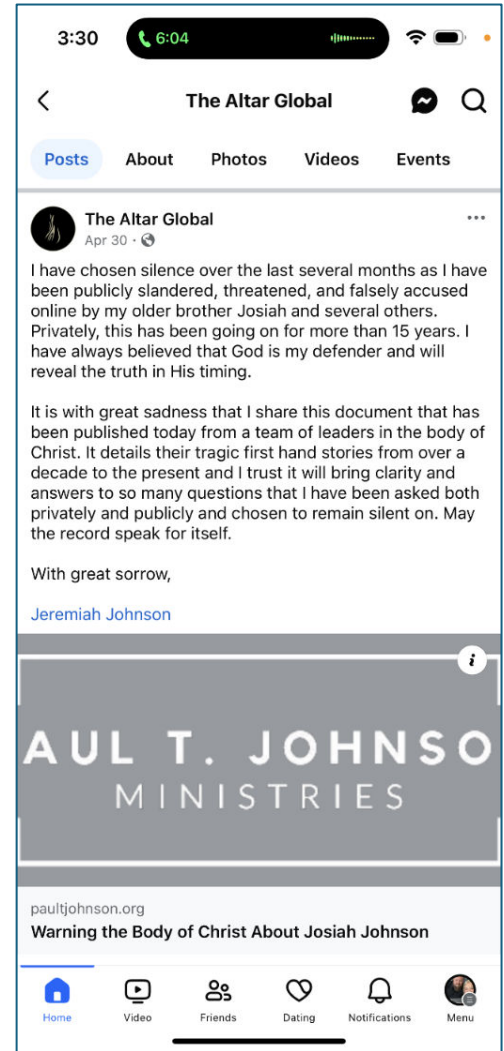 3:30
6:04
The Altar Global
Posts About Photos Videos Events
The Altar Global
Apr 30 ·
I have chosen silence over the last several months as I have
been publicly slandered, threatened, and falsely accused
online by my older brother Josiah and several others.
Privately, this has been going on for more than 15 years. I
have always believed that God is my defender and will
reveal the truth in His timing.
It is with great sadness that I share this document that has
been published today from a team of leaders in the body of
Christ. It details their tragic first hand stories from over a
decade to the present and I trust it will bring clarity and
answers to so many questions that I have been asked both
privately and publicly and chosen to remain silent on. May
the record speak for itself.
With great sorrow,
Jeremiah Johnson
AUL T. JOHNSO
MINISTRIES
paultjohnson.org
Warning the Body of Christ About Josiah Johnson
Home Video Friends Dating Notifications Menu